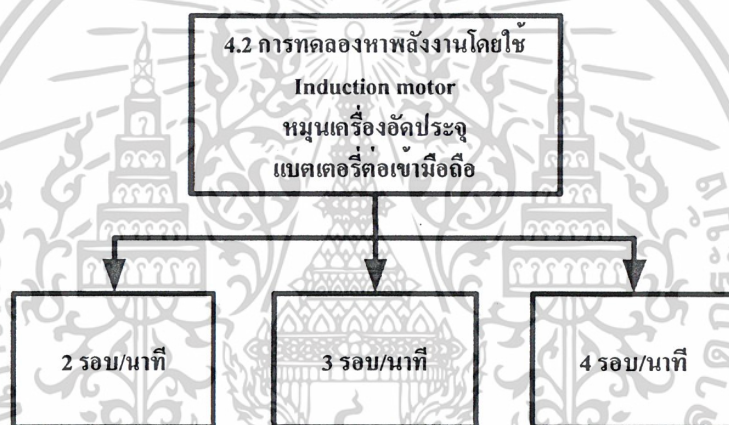 4.2 การทดลองหาพลังงานโดยใช้
Induction motor
หมุนเครื่องอัดประจุ
แบตเตอรี่ต่อเข้ามือถือ
2 รอบ/นาที
3 รอบ/นาที
4 รอบ/นาที